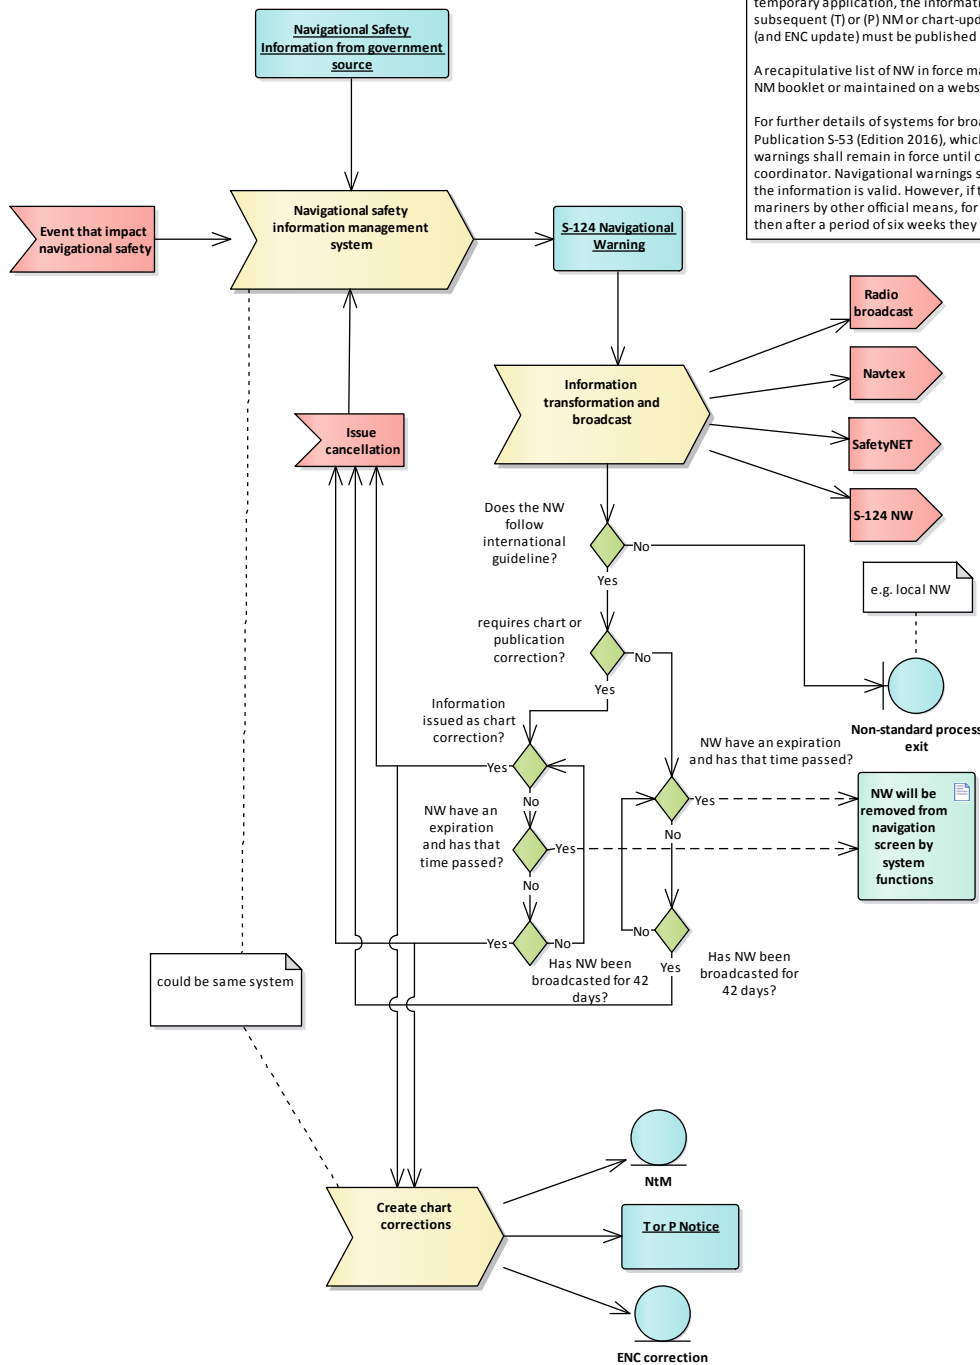 temporary application, the informati
subsequent (T) or (P) NM or chart-upd
(and ENC update) must be published
A recapitulative list of NW in force ma
NM booklet or maintained on a webs
For further details of systems for broa
Publication S-53 (Edition 2016), which
warnings shall remain in force until c
coordinator. Navigational warnings s
the information is valid. However, if t
mariners by other official means, for
then after a period of six weeks they
Navigational Safety
Information from government
source
Event that impact
navigational safety
Navigational safety
information management
system
S-124 Navigational
Warning
Radio
broadcast
Navtex
SafetyNET
S-124 NW
Information
transformation and
broadcast
Issue
cancellation
Does the NW
follow
international
guideline?
No
Yes
e.g. local NW
requires chart or
publication
correction?
No
Yes
Non-standard process
exit
Information
issued as chart
correction?
Yes
No
NW have an expiration
and has that time passed?
Yes
No
NW will be
removed from
navigation
screen by
system
functions
NW have an
expiration
and has that
time passed?
Yes
No
Yes
No
Has NW been
broadcasted for 42
days?
No
Yes
Has NW been
broadcasted for
42 days?
could be same system
Create chart
corrections
NtM
T or P Notice
ENC correction